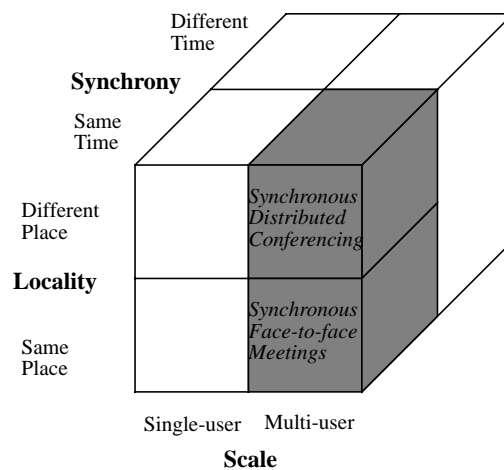 Different
Time
Synchrony
Same
Time
Different
Place
Synchronous
Distributed
Conferencing
Locality
Same
Place
Synchronous
Face-to-face
Meetings
Single-user
Multi-user
Scale